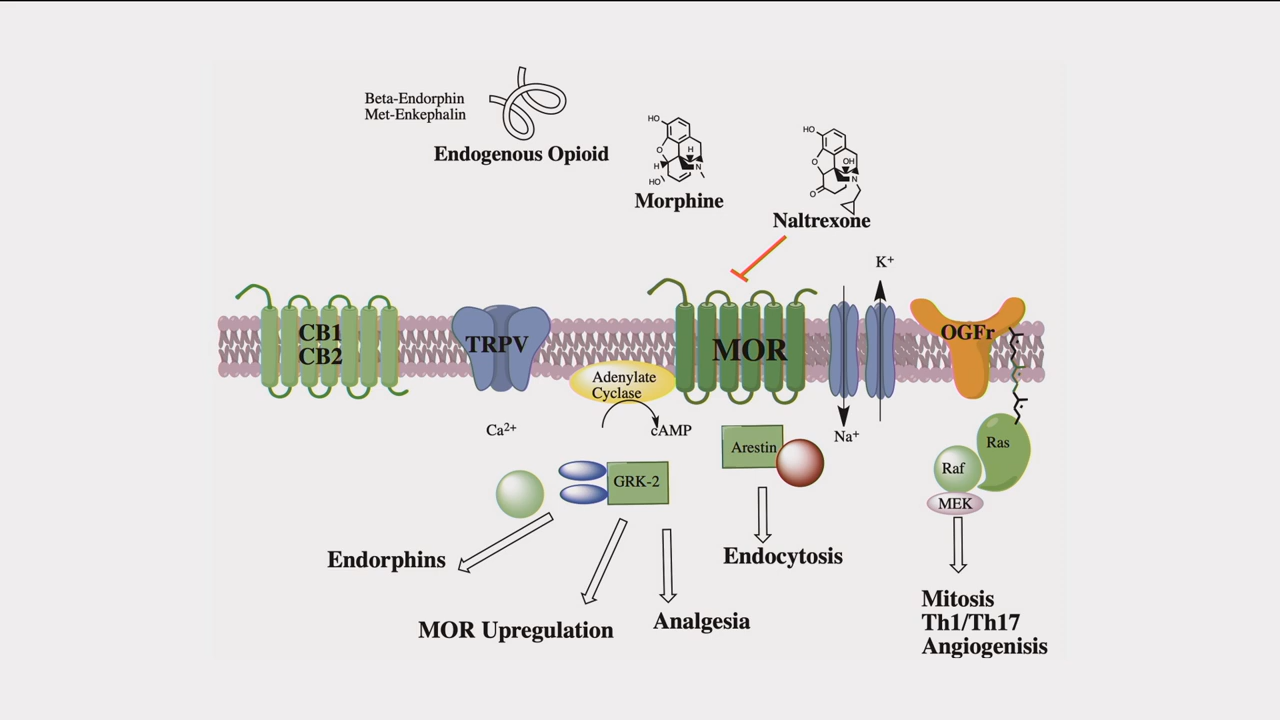 Beta-Endorphin
Met-Enkephalin
Endogenous Opioid
HO
O
H
H
N
HO
Morphine
HO
O
OH
N
O
Naltrexone
K+
CB1
CB2
TRPV
MOR
OGFr
Adenylate
Cyclase
Ca2+
cAMP
Arestin
Na+
Ras
Raf
MEK
GRK-2
Endorphins
MOR Upregulation
Analgesia
Endocytosis
Mitosis
Th1/Th17
Angiogenisis